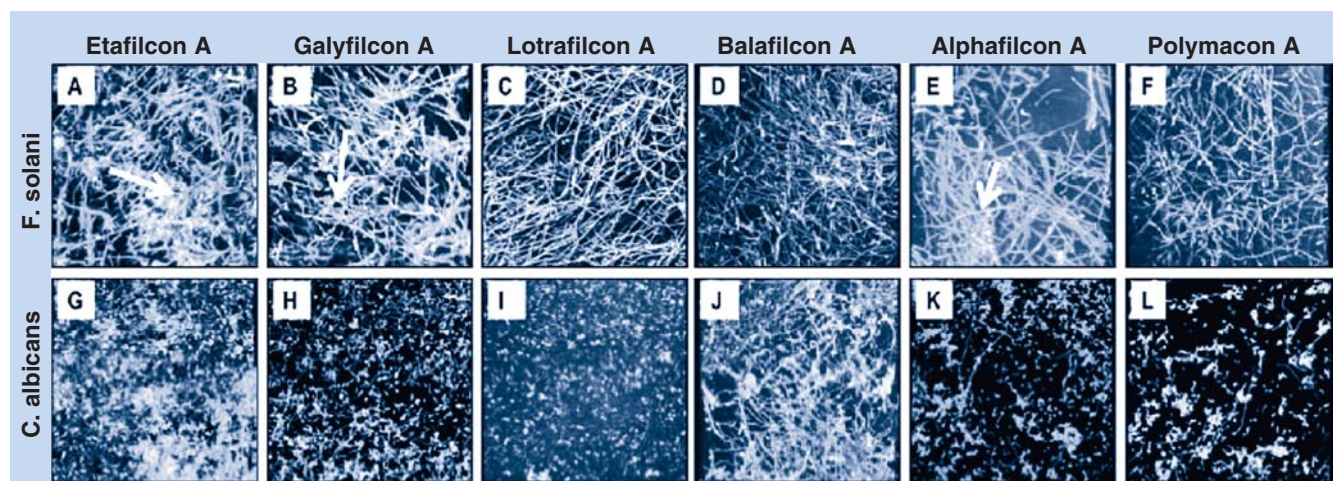 Etafilcon A Galyfilcon A Lotrafilcon A Balafilcon A Alphafilcon A Polymacon A
F. solani
A B C D E F
C. albicans
G H I J K L